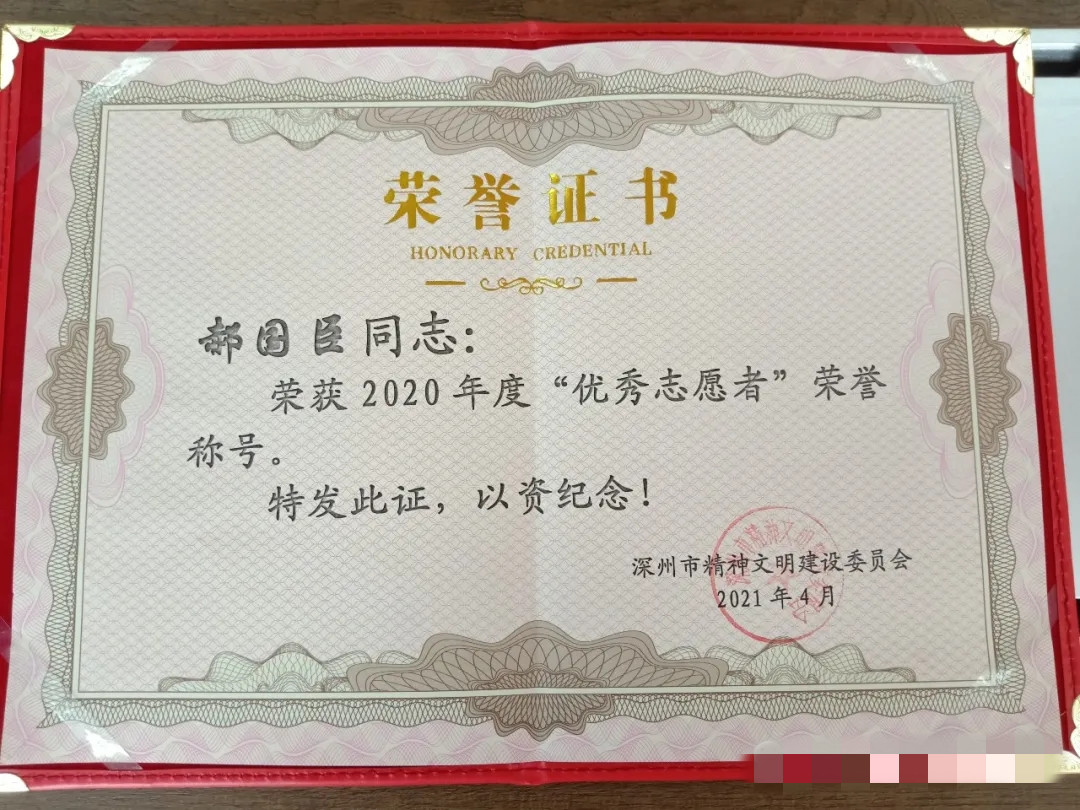 荣誉证书
HONORARY CREDENTIAL
郝国臣同志：
荣获2020年度“优秀志愿者”荣誉
称号。
特发此证，以资纪念！
深州市精神文明建设委员会
2021年4月